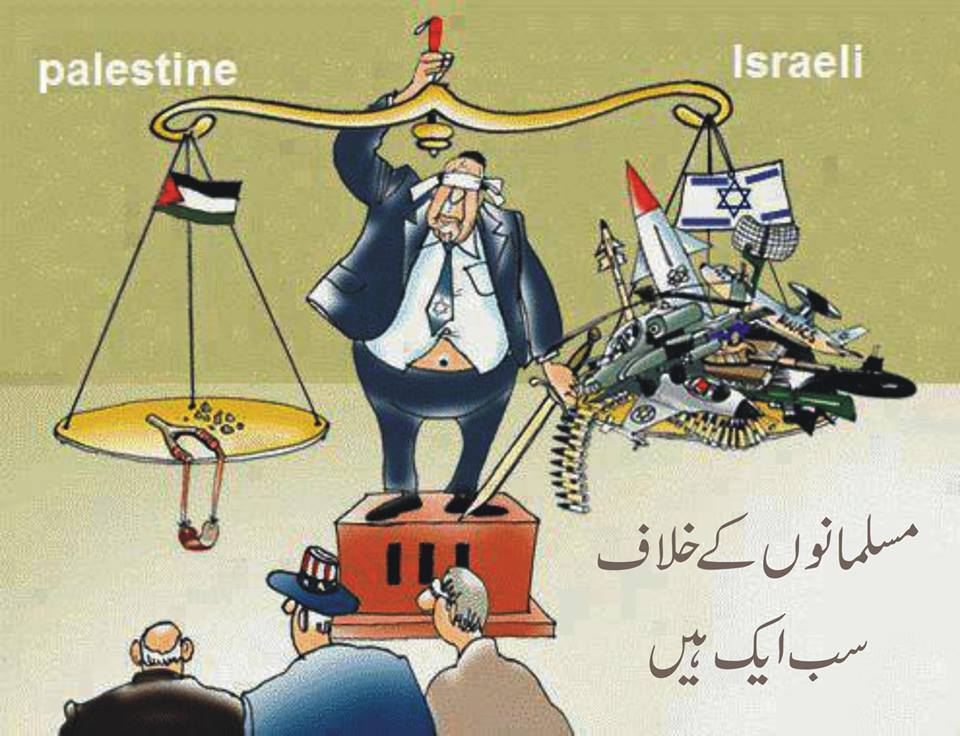 palestine
Israeli
مسلمانوں کے خلاف
سب ایک ہیں